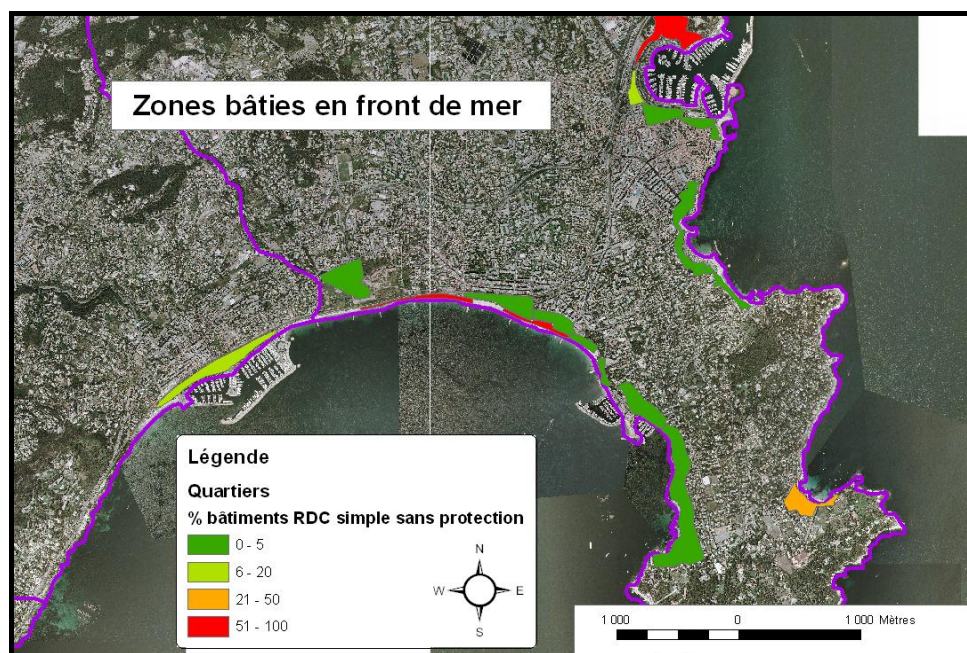 Zones bâties en front de mer
Légende
Quartiers
% bâtiments RDC simple sans protection
0 - 5
6 - 20
21 - 50
51 - 100
N
W
E
S
1 000
0
1 000 Mètres